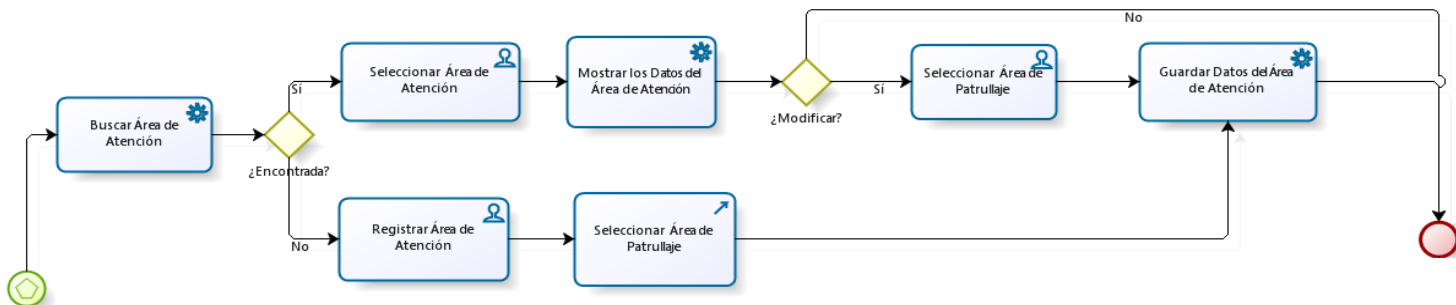 No
Seleccionar Área de
Atención
Mostrar los Datos del
Área de Atención
Seleccionar Área de
Patrullaje
Guardar Datos del Área
de Atención
Sí
Sí
¿Modificar?
Buscar Área de
Atención
¿Encontrada?
Registrar Área de
Atención
Seleccionar Área de
Patrullaje
No